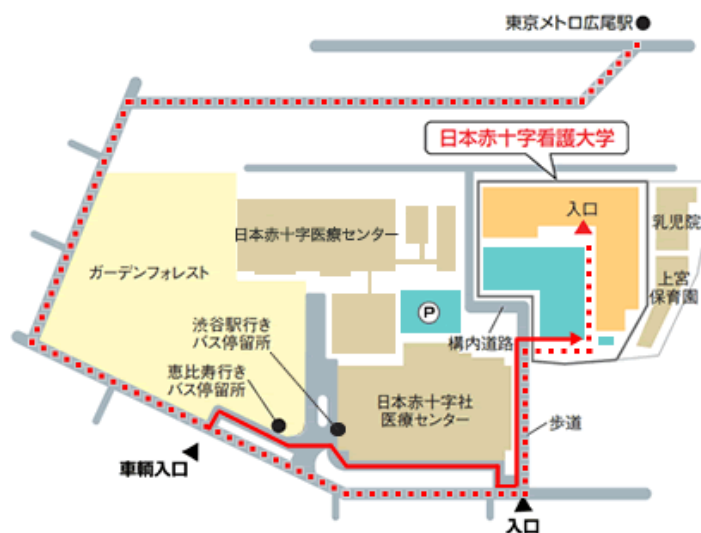 東京メトロ広尾駅
日本赤十字看護大学
入口
乳児院
日本赤十字医療センター
ガーデンフォレスト
上宮
保育園
P
渋谷駅行き
バス停留所
構内道路
恵比寿行き
バス停留所
日本赤十字社
医療センター
歩道
車輌入口
入口